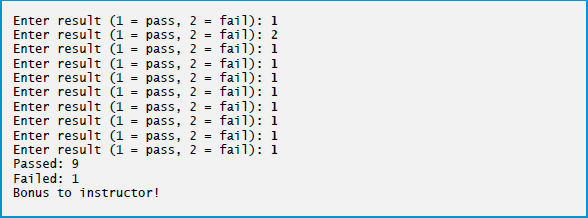 Enter result (1 = pass, 2 = fail): 1
Enter result (1 = pass, 2 = fail): 2
Enter result (1 = pass, 2 = fail): 1
Enter result (1 = pass, 2 = fail): 1
Enter result (1 = pass, 2 = fail): 1
Enter result (1 = pass, 2 = fail): 1
Enter result (1 = pass, 2 = fail): 1
Enter result (1 = pass, 2 = fail): 1
Enter result (1 = pass, 2 = fail): 1
Enter result (1 = pass, 2 = fail): 1
Passed: 9
Failed: 1
Bonus to instructor!